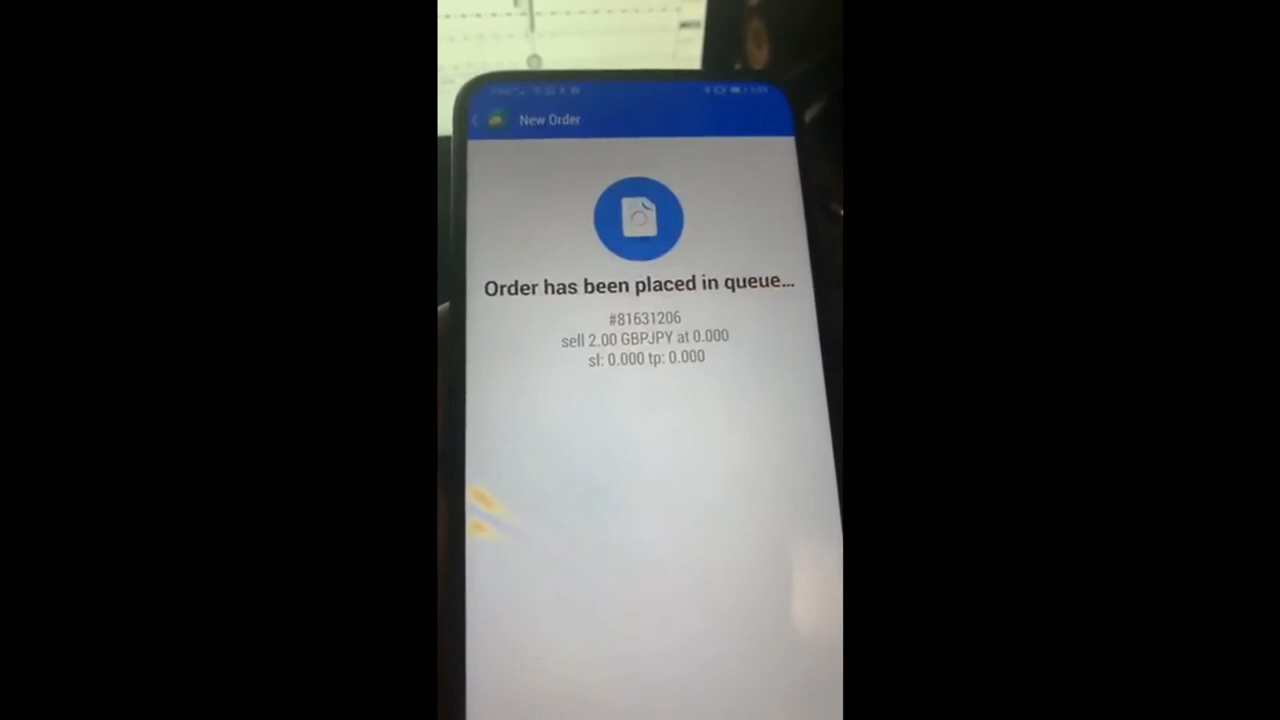 New Order
Order has been placed in queue...
#81631206
sell 2.00 GBPJPY at 0.000
sl: 0.000 tp: 0.000